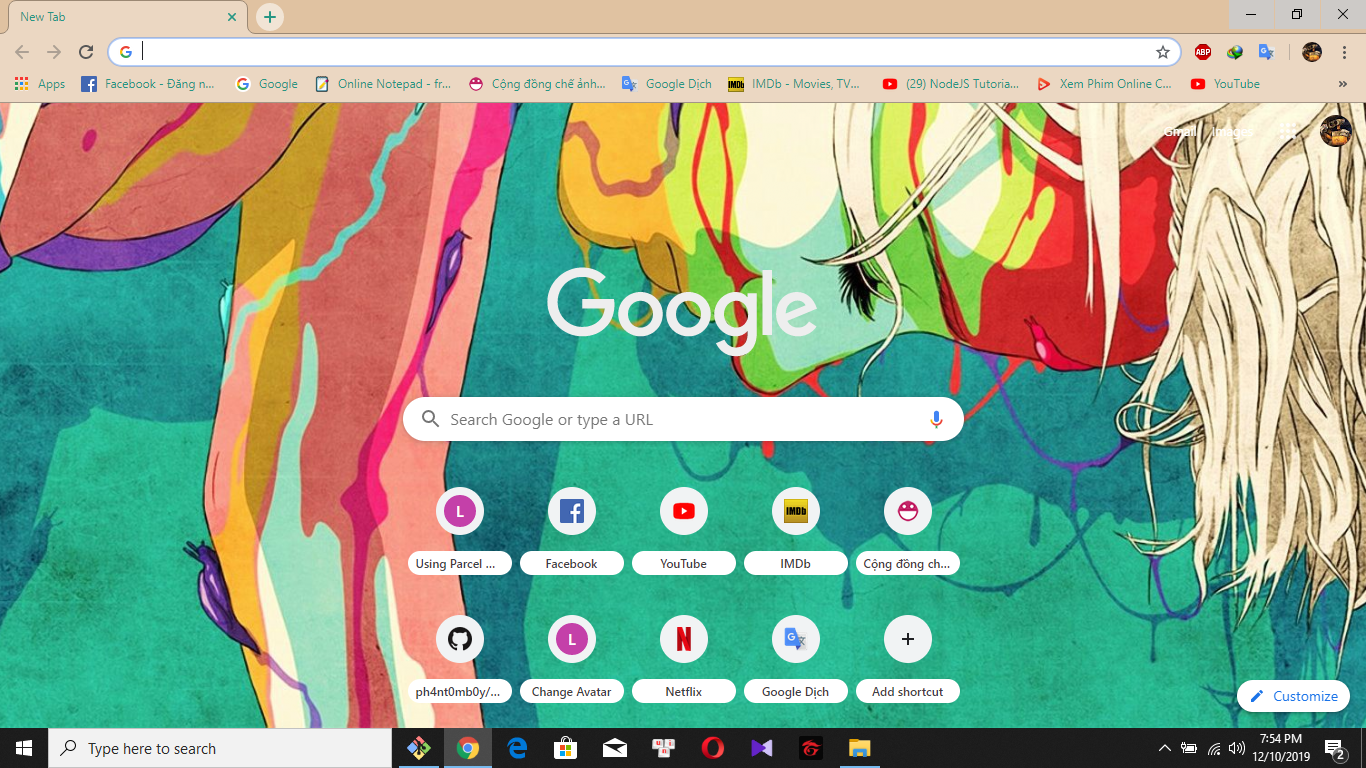 New Tab
Apps
Facebook - Đăng n...
Google
Online Notepad - fr...
Cộng đồng chế ảnh...
Google Dịch
IMDb - Movies, TV...
(29) NodeJS Tutoria...
Xem Phim Online C...
YouTube
»
ABP
IMDb
Gmail
Images
Google
Search Google or type a URL
L
IMDb
Using Parcel w...
Facebook
YouTube
IMDb
Cộng đồng ch...
L
N
G
ph4nt0mb0y/...
Change Avatar
Netflix
Google Dịch
Add shortcut
Customize
Type here to search
7:54 PM
12/10/2019
2